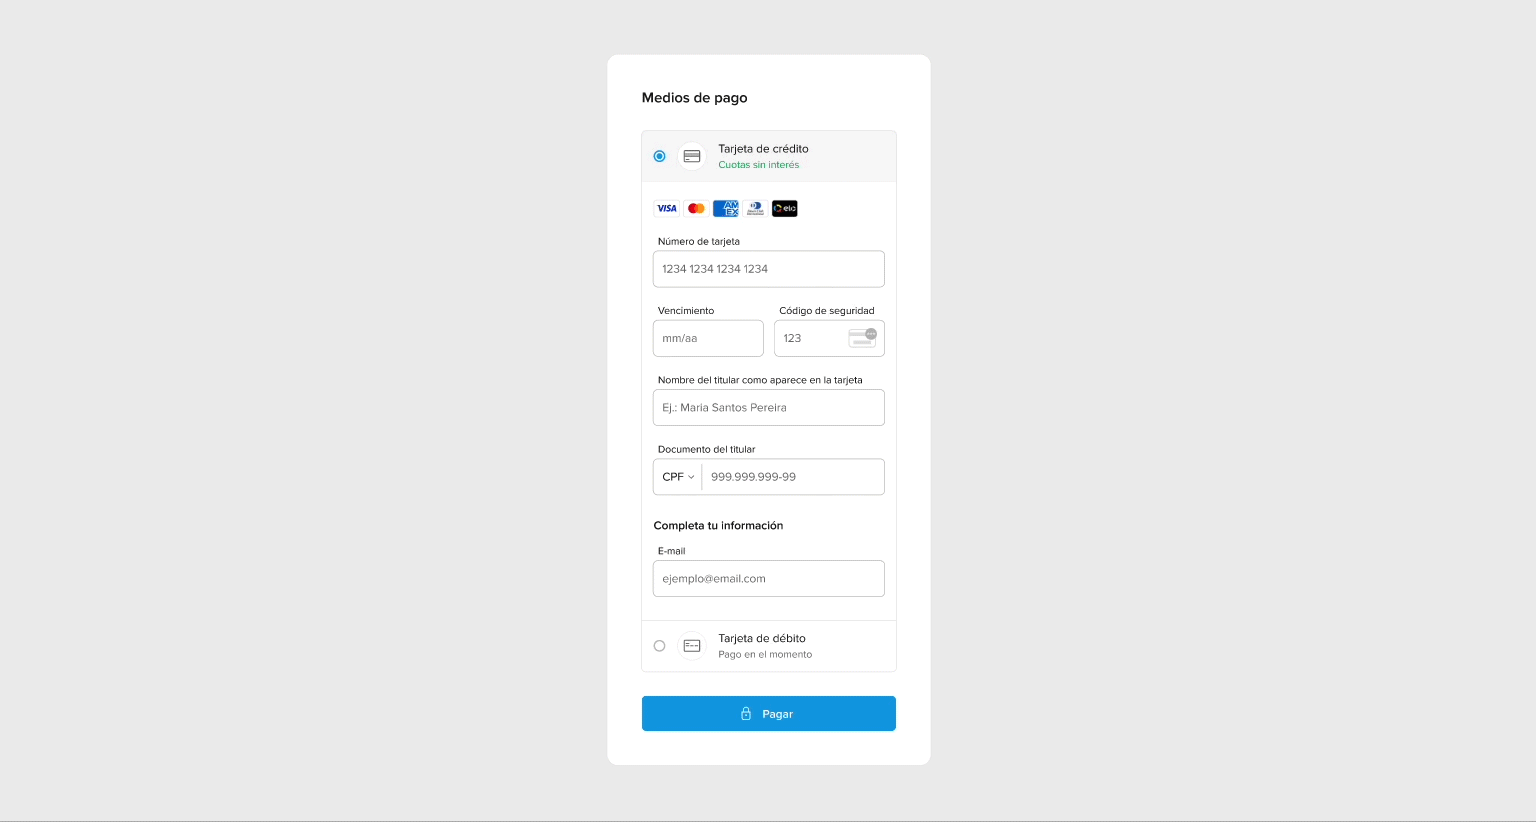 Medios de pago
Tarjeta de crédito
Cuotas sin interés
VISA AM EX elo
Número de tarjeta
1234 1234 1234 1234
Vencimiento Código de seguridad
mm/aa 123
Nombre del titular como aparece en la tarjeta
Ej.: Maria Santos Pereira
Documento del titular
CPF 999.999.999-99
Completa tu información
E-mail
ejemplo@email.com
Tarjeta de débito
Pago en el momento
Pagar